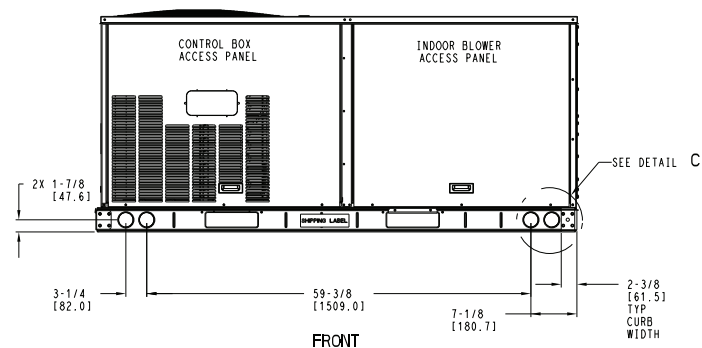 CONTROL BOX
ACCESS PANEL
INDOOR BLOWER
ACCESS PANEL
SEE DETAIL C
2X 1-7/8
[47.6]
SHIPPING LABEL
3-1/4
[82.0]
59-3/8
[1509.0]
7-1/8
[180.7]
2-3/8
[61.5]
TYP
CURB
WIDTH
FRONT